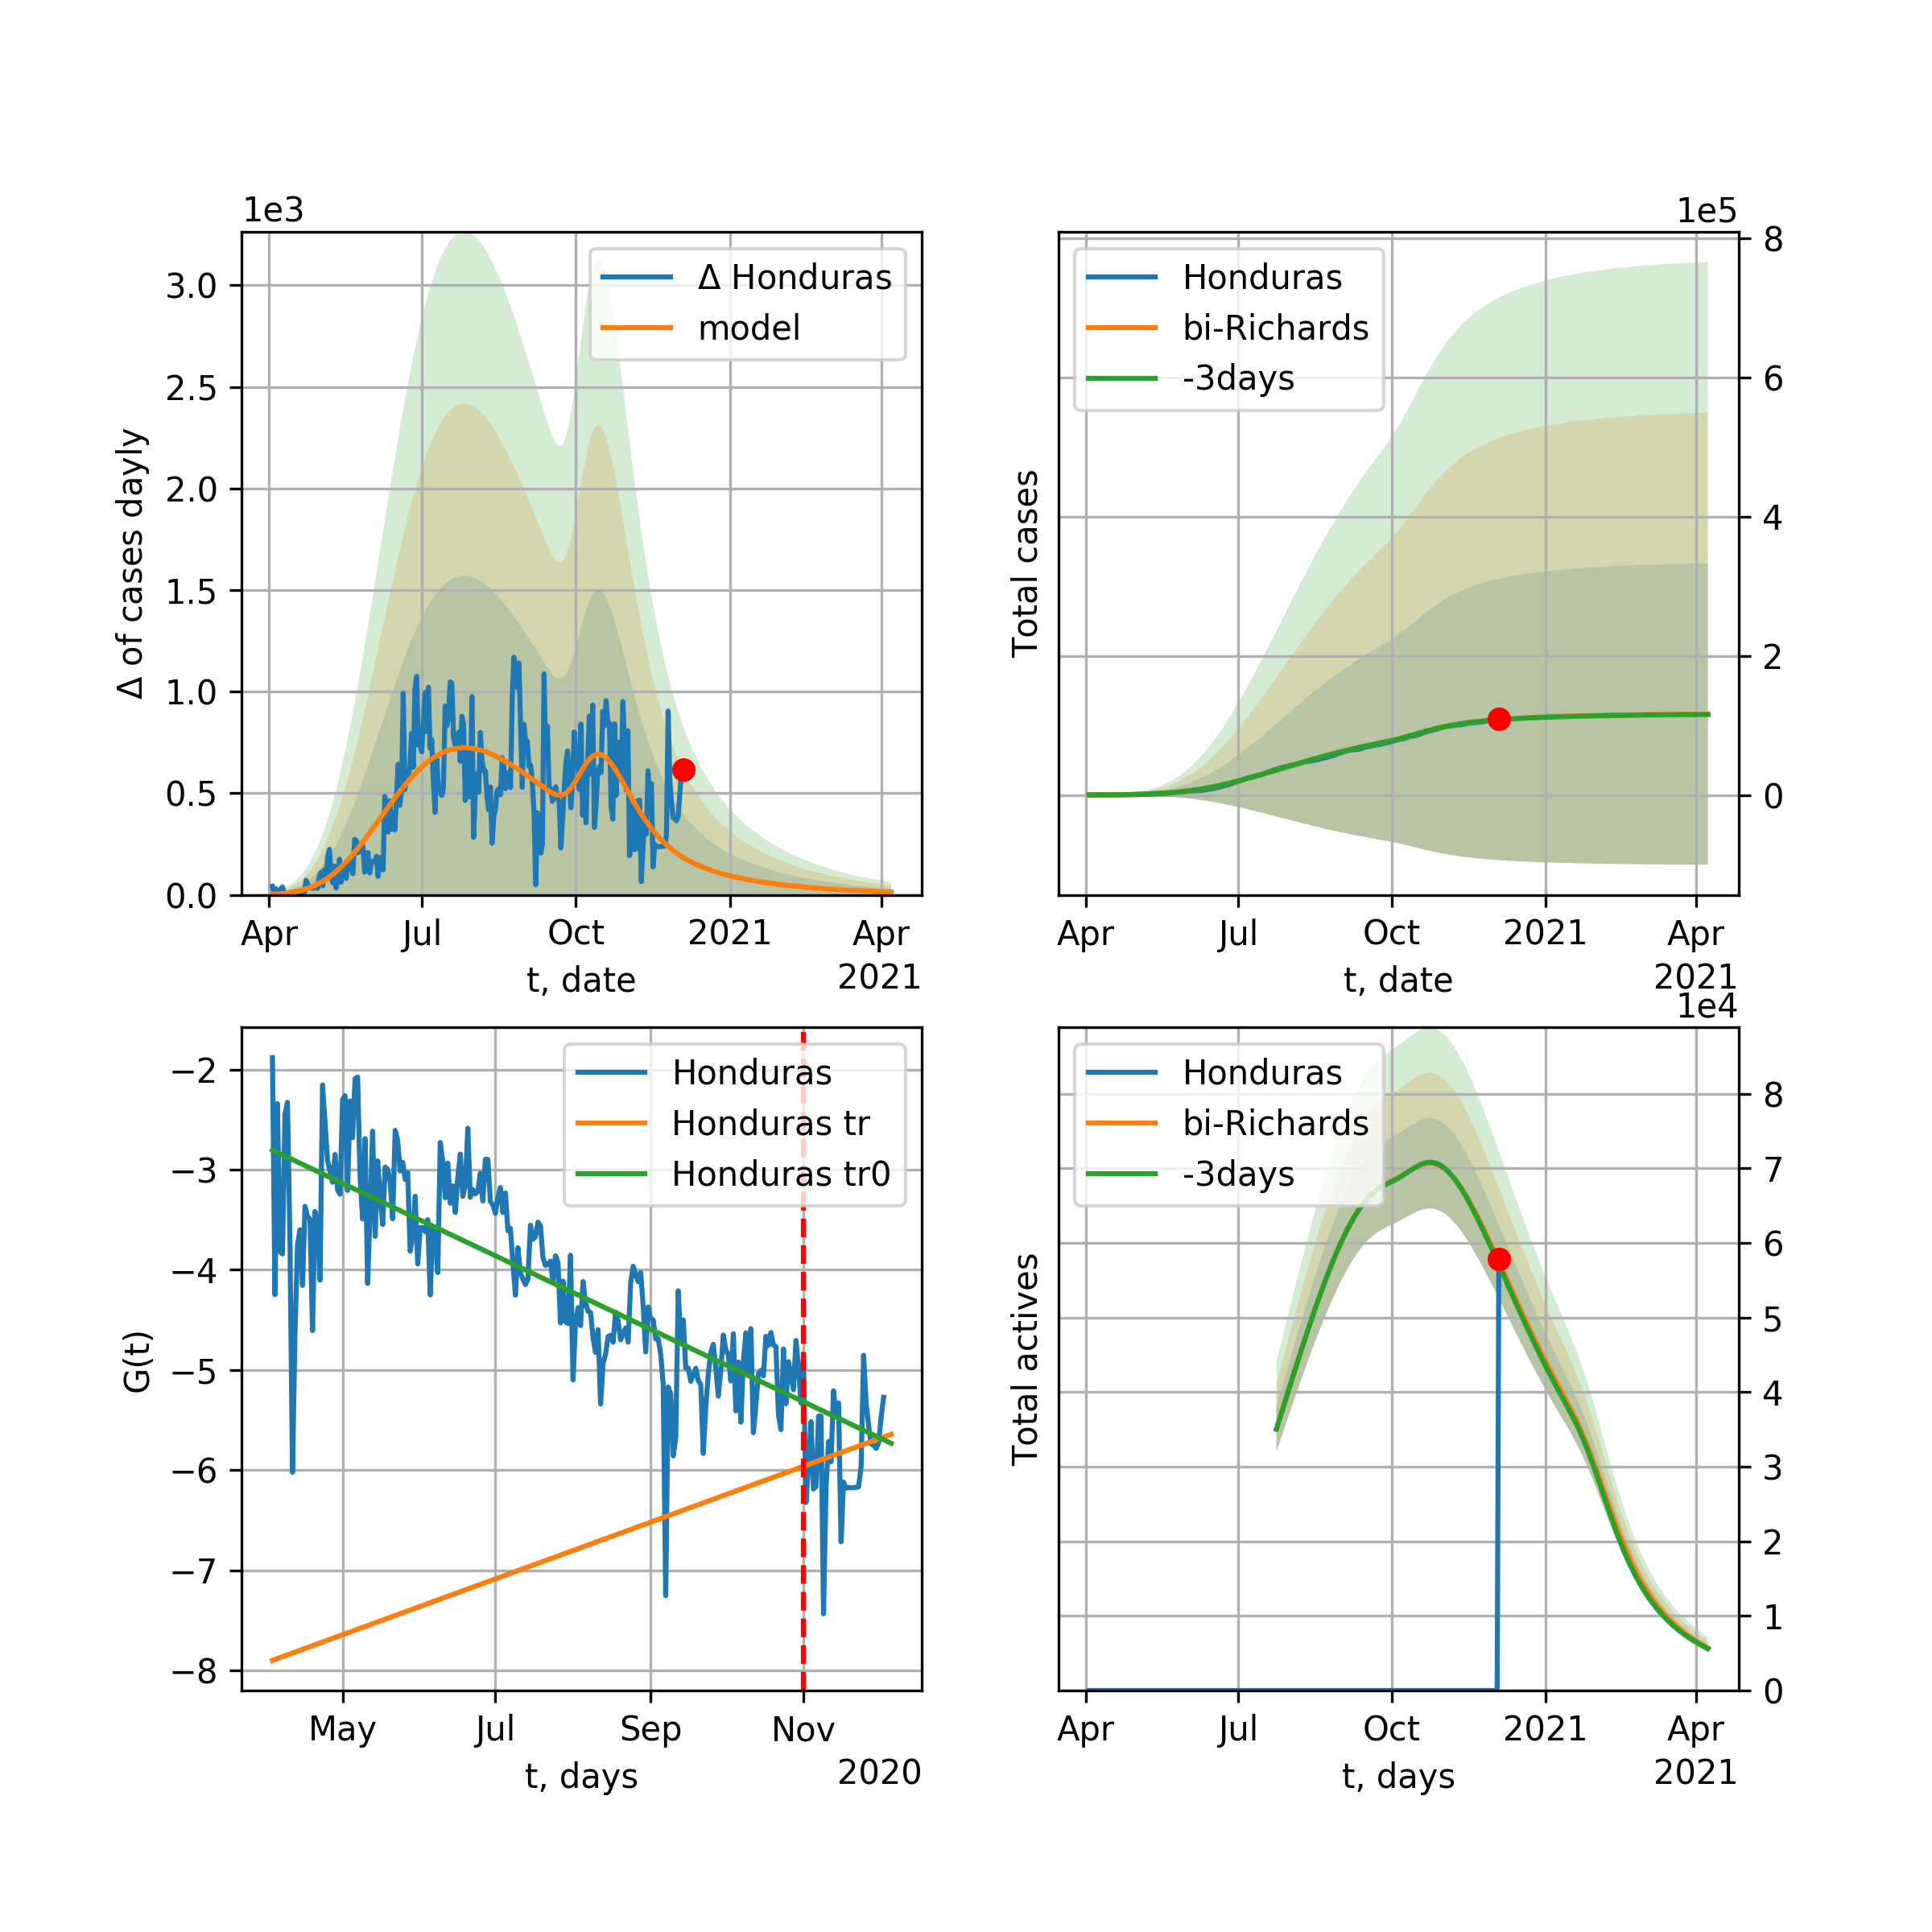 1e3
3.0
2.5
2.0
1.5
1.0
0.5
0.0
Δ of cases dayly
Δ Honduras
model
Apr
Jul
Oct
2021
Apr
t, date
2021
1e5
8
6
4
2
0
Total cases
Honduras
bi-Richards
-3days
Apr
Jul
Oct
2021
Apr
t, date
2021
−2
−3
−4
−5
−6
−7
−8
G(t)
Honduras
Honduras tr
Honduras tr0
May
Jul
Sep
Nov
t, days
2020
1e4
8
7
6
5
4
3
2
1
0
Total actives
Honduras
bi-Richards
-3days
Apr
Jul
Oct
2021
Apr
t, days
2021